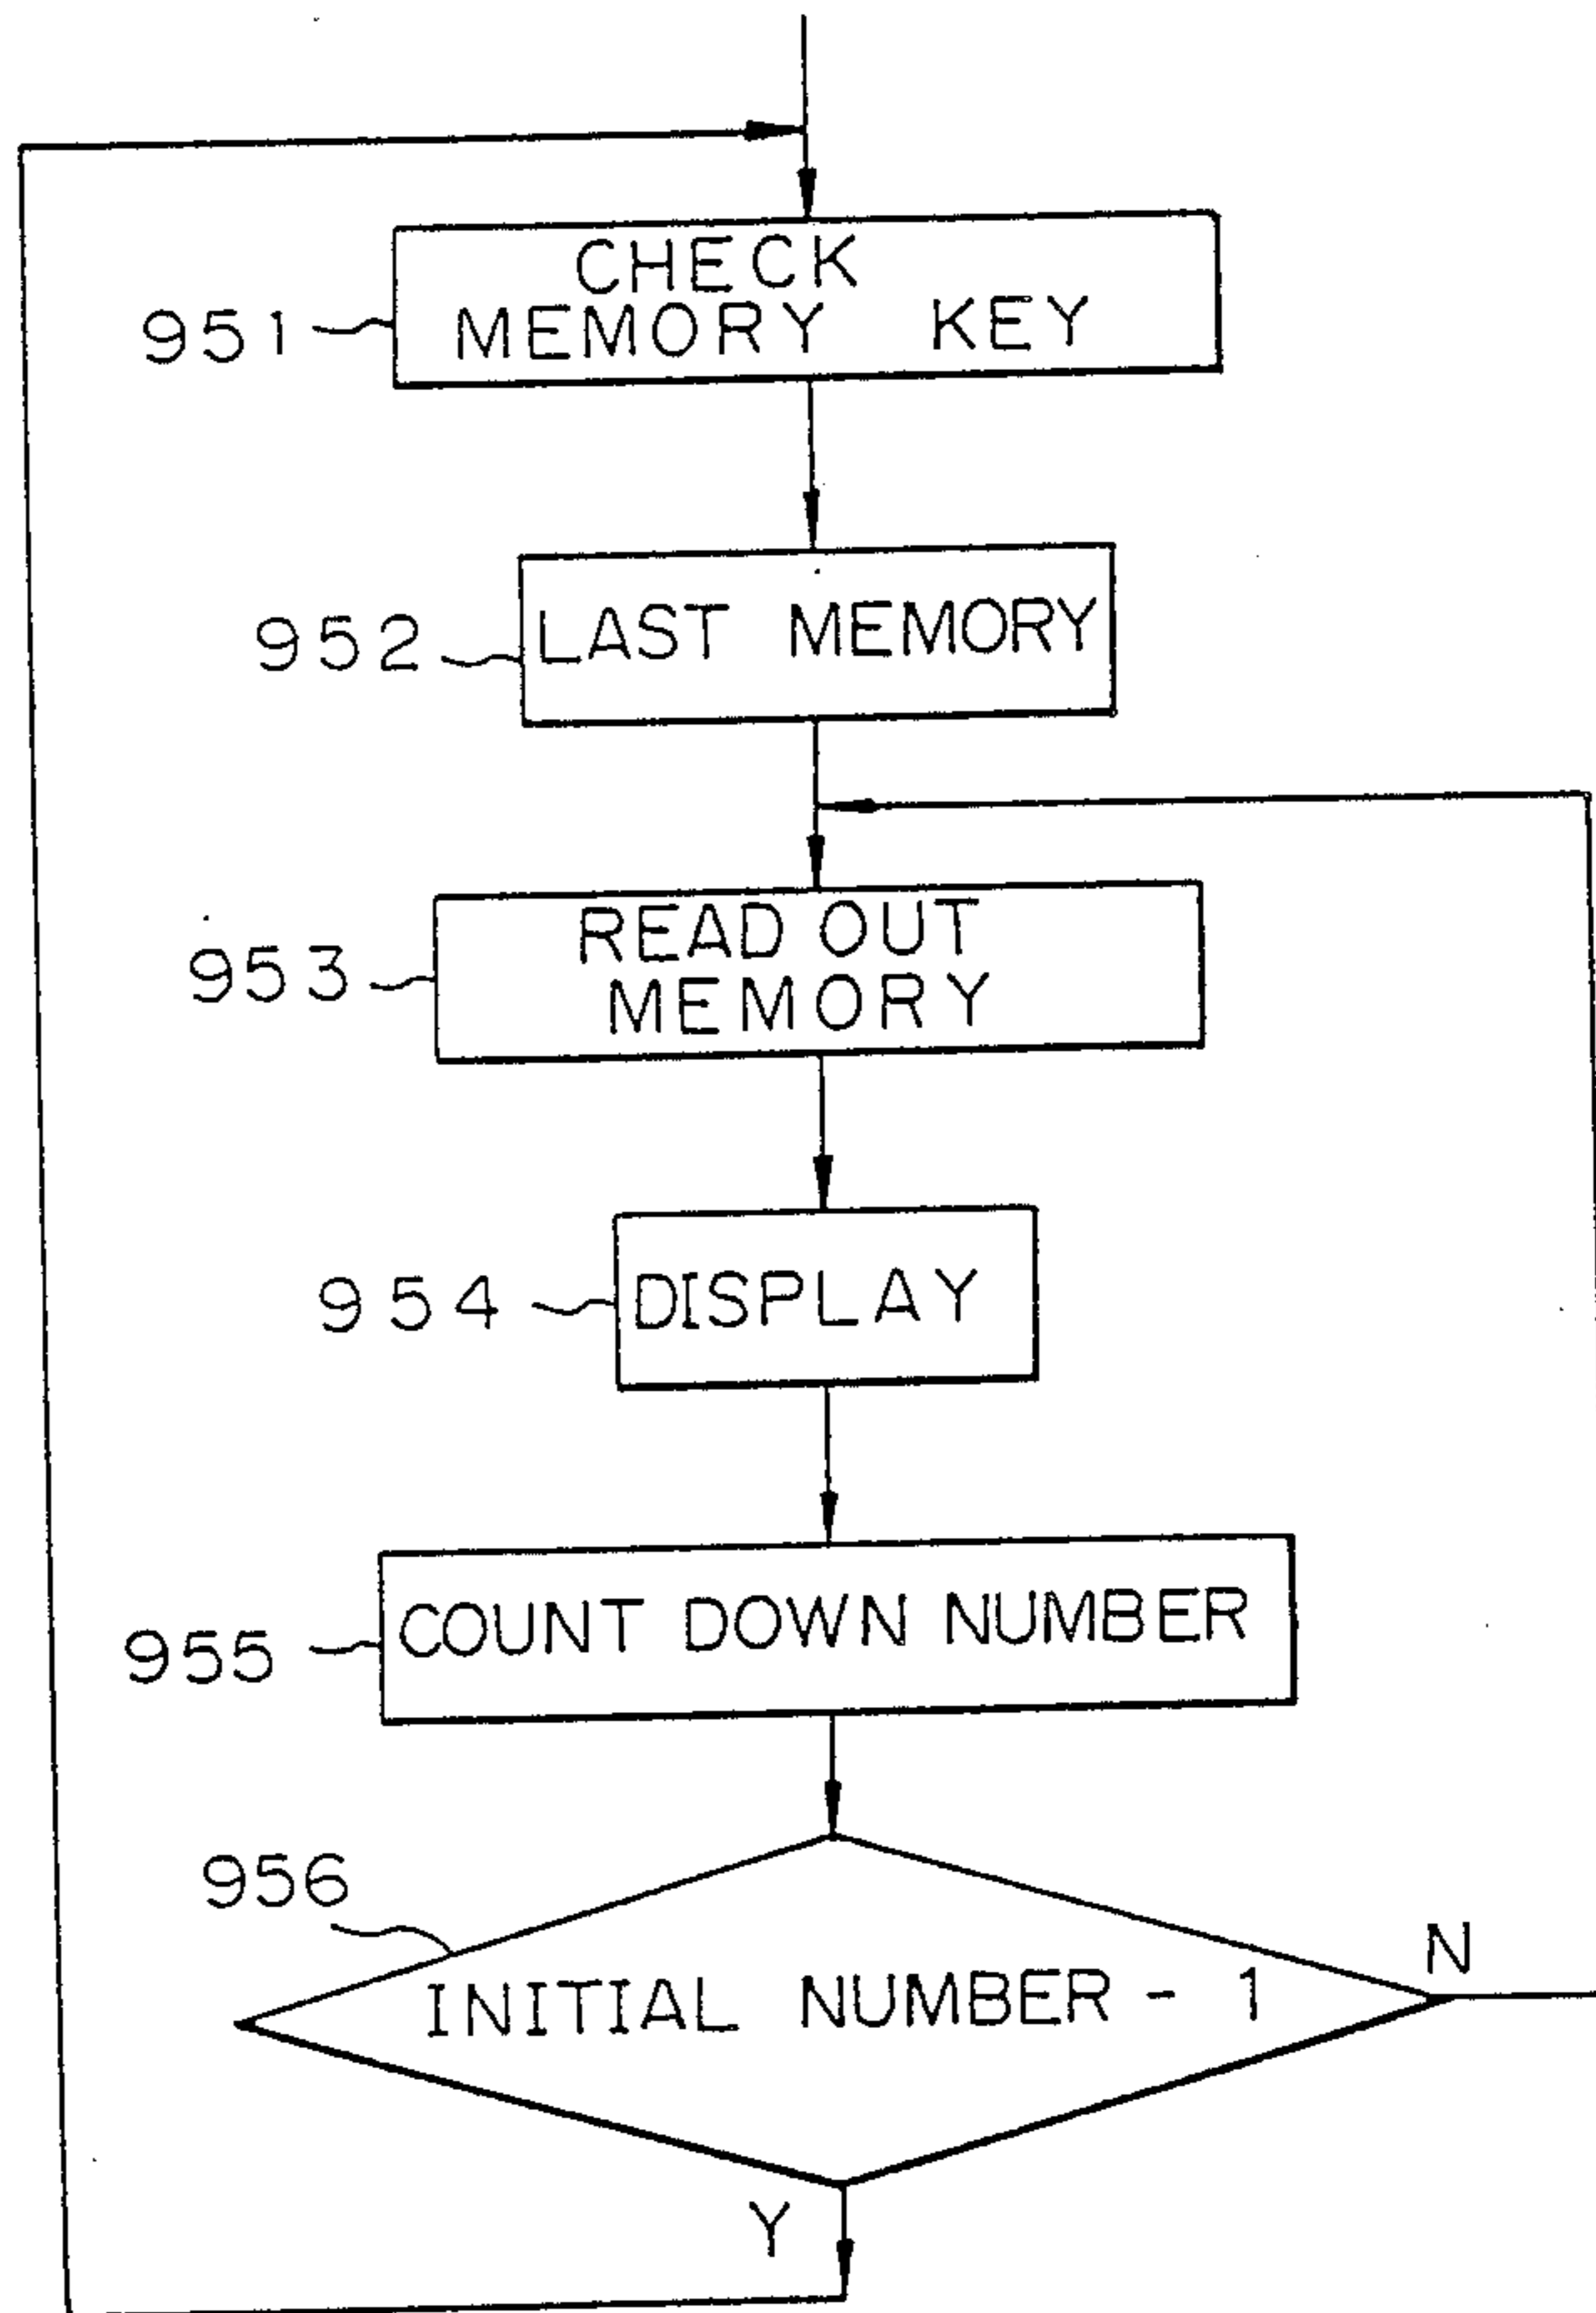 CHECK
MEMORY KEY
951
LAST MEMORY
952
READ OUT
MEMORY
953
DISPLAY
954
COUNT DOWN NUMBER
955
956
INITIAL NUMBER - 1
N
Y